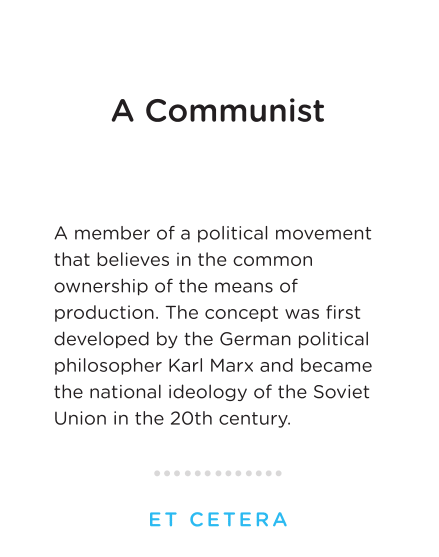 A Communist
A member of a political movement
that believes in the common
ownership of the means of
production. The concept was first
developed by the German political
philosopher Karl Marx and became
the national ideology of the Soviet
Union in the 20th century.
ET CETERA